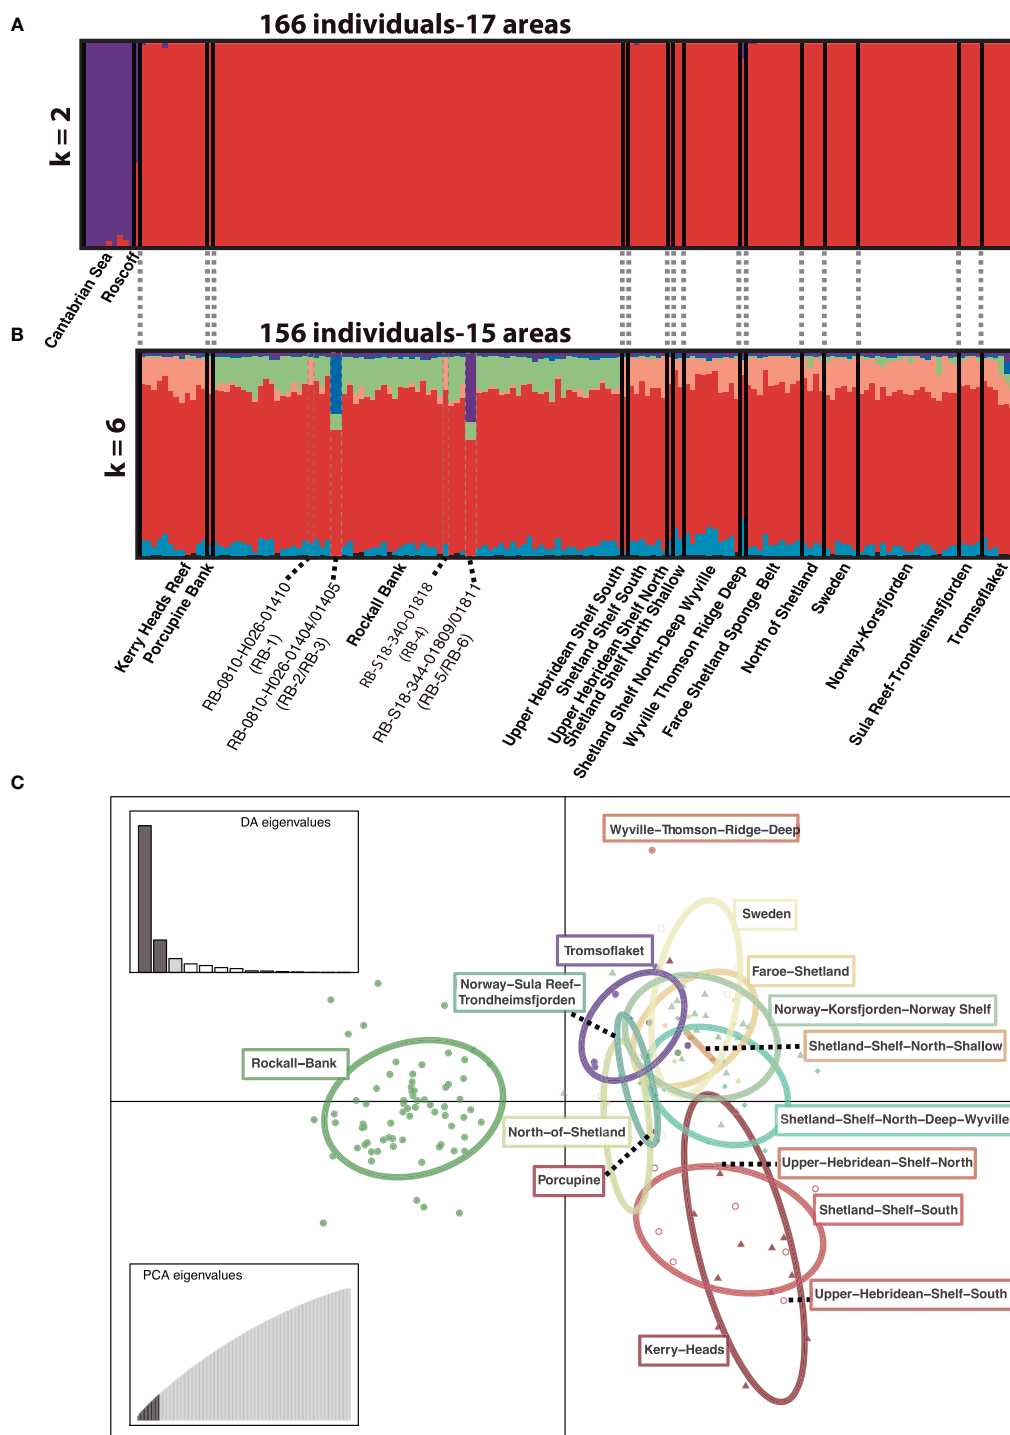 A
166 individuals-17 areas
k = 2
Cantabrian Sea
Roscoff
B
156 individuals-15 areas
k = 6
Kerry Heads Reef
Porcupine Bank
RB-0810-H026-01410
(RB-1)
RB-0810-H026-01404/01405
(RB-2/RB-3)
Rockall Bank
RB-S18-340-01818
(RB-4)
RB-S18-344-01809/01811
(RB-5/RB-6)
Upper Hebridean Shelf South
Shetland Shelf South
Upper Hebridean Shelf North
Shetland Shelf North Shallow
Shetland Shelf North-Deep Wyville
Wyville Thomson Ridge Deep
Faroe Shetland Sponge Belt
North of Shetland
Sweden
Norway-Korsfjorden
Sula Reef-Trondheimsfjorden
Tromsøflaket
C
DA eigenvalues
Wyville–Thomson–Ridge–Deep
Sweden
Tromsoflaket
Faroe–Shetland
Norway–Sula Reef–
Trondheimsfjorden
Norway–Korsfjorden–Norway Shelf
Shetland–Shelf–North–Shallow
Rockall–Bank
North–of–Shetland
Shetland–Shelf–North–Deep–Wyville
Porcupine
Upper–Hebridean–Shelf–North
Shetland–Shelf–South
PCA eigenvalues
Upper–Hebridean–Shelf–South
Kerry–Heads